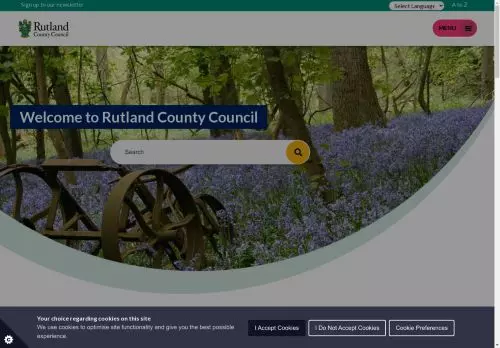 Sign up to our newsletter
Select Language
A to Z
Rutland
County Council
MENU
Welcome to Rutland County Council
Search
Your choice regarding cookies on this site
We use cookies to optimise site functionality and give you the best possible
experience.
I Accept Cookies
I Do Not Accept Cookies
Cookie Preferences